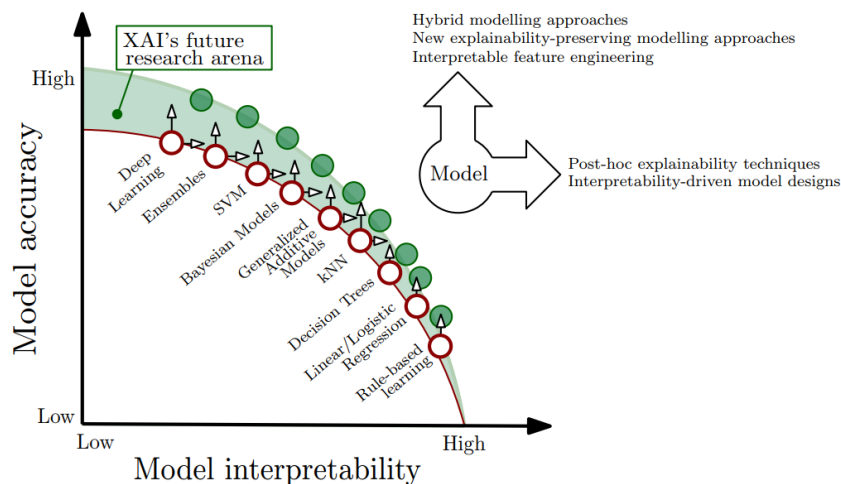 Hybrid modelling approaches
New explainability-preserving modelling approaches
Interpretable feature engineering
XAI's future
research arena
High
Model
Post-hoc explainability techniques
Interpretability-driven model designs
Model accuracy
Deep
Learning
Ensembles
SVM
Bayesian Models
Generalized
Additive
Models
kNN
Decision Trees
Linear/Logistic
Regression
Rule-based
learning
Low
Low
High
Model interpretability